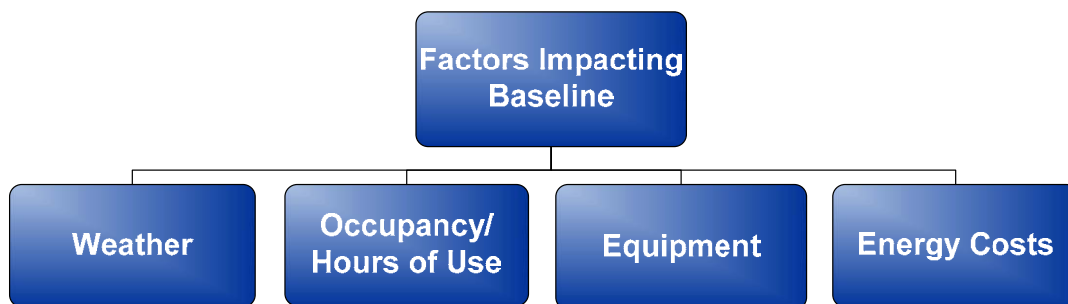 Factors Impacting
Baseline
Weather
Occupancy/
Hours of Use
Equipment
Energy Costs